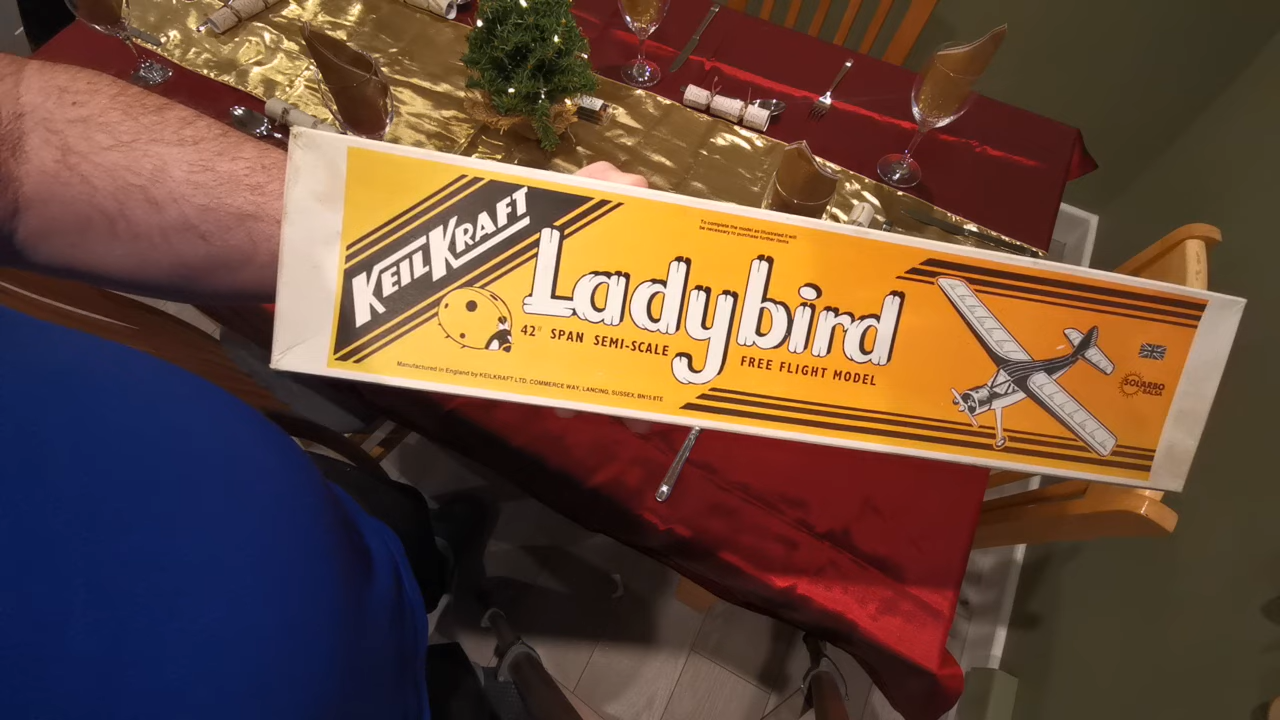 KEILKRAFT
To complete the model as illustrated it will
be necessary to purchase further items
Ladybird
42" SPAN SEMI-SCALE FREE FLIGHT MODEL
Manufactured in England by KEILKRAFT LTD. COMMERCE WAY, LANCING, SUSSEX, BN15 8TE
SOLARBO
BALSA